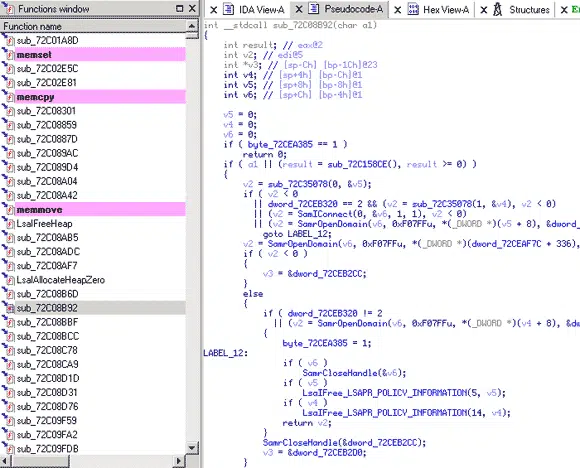 Functions window
Function name
sub_72C01A8D
memset
sub_72C02E5C
sub_72C02E81
memcpy
sub_72C08301
sub_72C08859
sub_72C0887D
sub_72C089AC
sub_72C089D4
sub_72C08A04
sub_72C08A42
memmove
LsaIFreeHeap
sub_72C08AB5
sub_72C08ADC
sub_72C08AF7
LsaIAllocateHeapZero
sub_72C08B6D
sub_72C08B92
sub_72C08BBF
sub_72C08BCC
sub_72C08C78
sub_72C08CA9
sub_72C08D1D
sub_72C08D31
sub_72C08D76
sub_72C09F59
sub_72C09FA2
sub_72C09FDB
IDA View-A
Pseudocode-A
Hex View-A
Structures
int __stdcall sub_72C08B92(char a1)
{
int result; // eax@2
int v2; // edi@5
int *v3; // [sp-Ch] [bp-1Ch]@23
int v4; // [sp+4h] [bp-Ch]@1
int v5; // [sp+8h] [bp-8h]@1
int v6; // [sp+Ch] [bp-4h]@1
v5 = 0;
v4 = 0;
v6 = 0;
if ( byte_72CEA385 == 1 )
return 0;
if ( a1 || (result = sub_72C158CE(), result >= 0) )
{
v2 = sub_72C35078(0, &v5);
if ( v2 < 0
|| dword_72CEB320 == 2 && (v2 = sub_72C35078(1, &v4), v2 < 0)
|| (v2 = SamIConnect(0, &v6, 1, 1), v2 < 0)
|| (v2 = SamrOpenDomain(v6, 0xF07FFu, *(_DWORD *)(v5 + 8), &d
goto LABEL_12;
v2 = SamrOpenDomain(v6, 0xF07FFu, *(_DWORD *)(dword_72CEAF7C + 336),
if ( v2 < 0 )
{
v3 = &dword_72CEB2CC;
}
else
{
if ( dword_72CEB320 != 2
|| (v2 = SamrOpenDomain(v6, 0xF07FFu, *(_DWORD *)(v4 + 8), &d
{
byte_72CEA385 = 1;
LABEL_12:
if ( v6 )
SamrCloseHandle(&v6);
if ( v5 )
LsaIFree_LSAPR_POLICY_INFORMATION(5, v5);
if ( v4 )
LsaIFree_LSAPR_POLICY_INFORMATION(14, v4);
return v2;
}
SamrCloseHandle(&dword_72CEB2CC);
v3 = &dword_72CEB2D0;
}